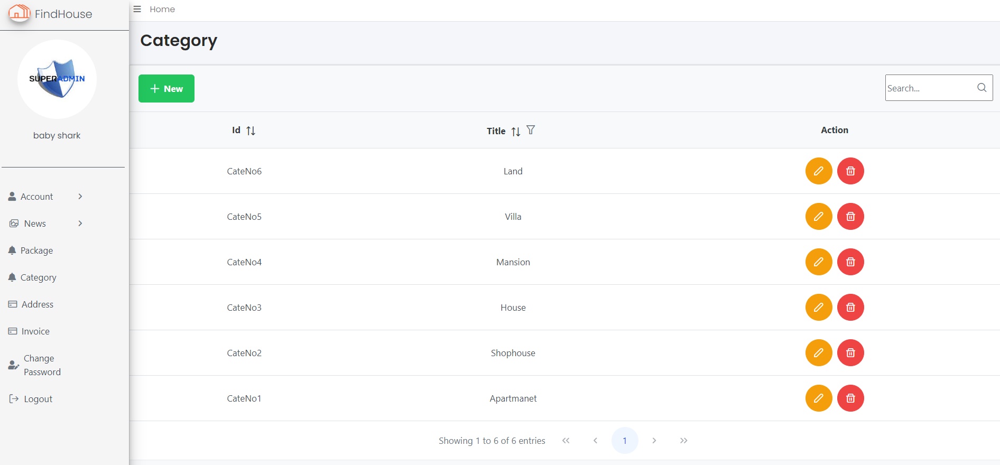 FindHouse
Home
SUPERADMIN
baby shark
Account
News
Package
Category
Address
Invoice
Change
Password
Logout
Category
New
Search...
Id Title Action
CateNo6 Land
CateNo5 Villa
CateNo4 Mansion
CateNo3 House
CateNo2 Shophouse
CateNo1 Apartmanet
Showing 1 to 6 of 6 entries « ‹ 1 › »